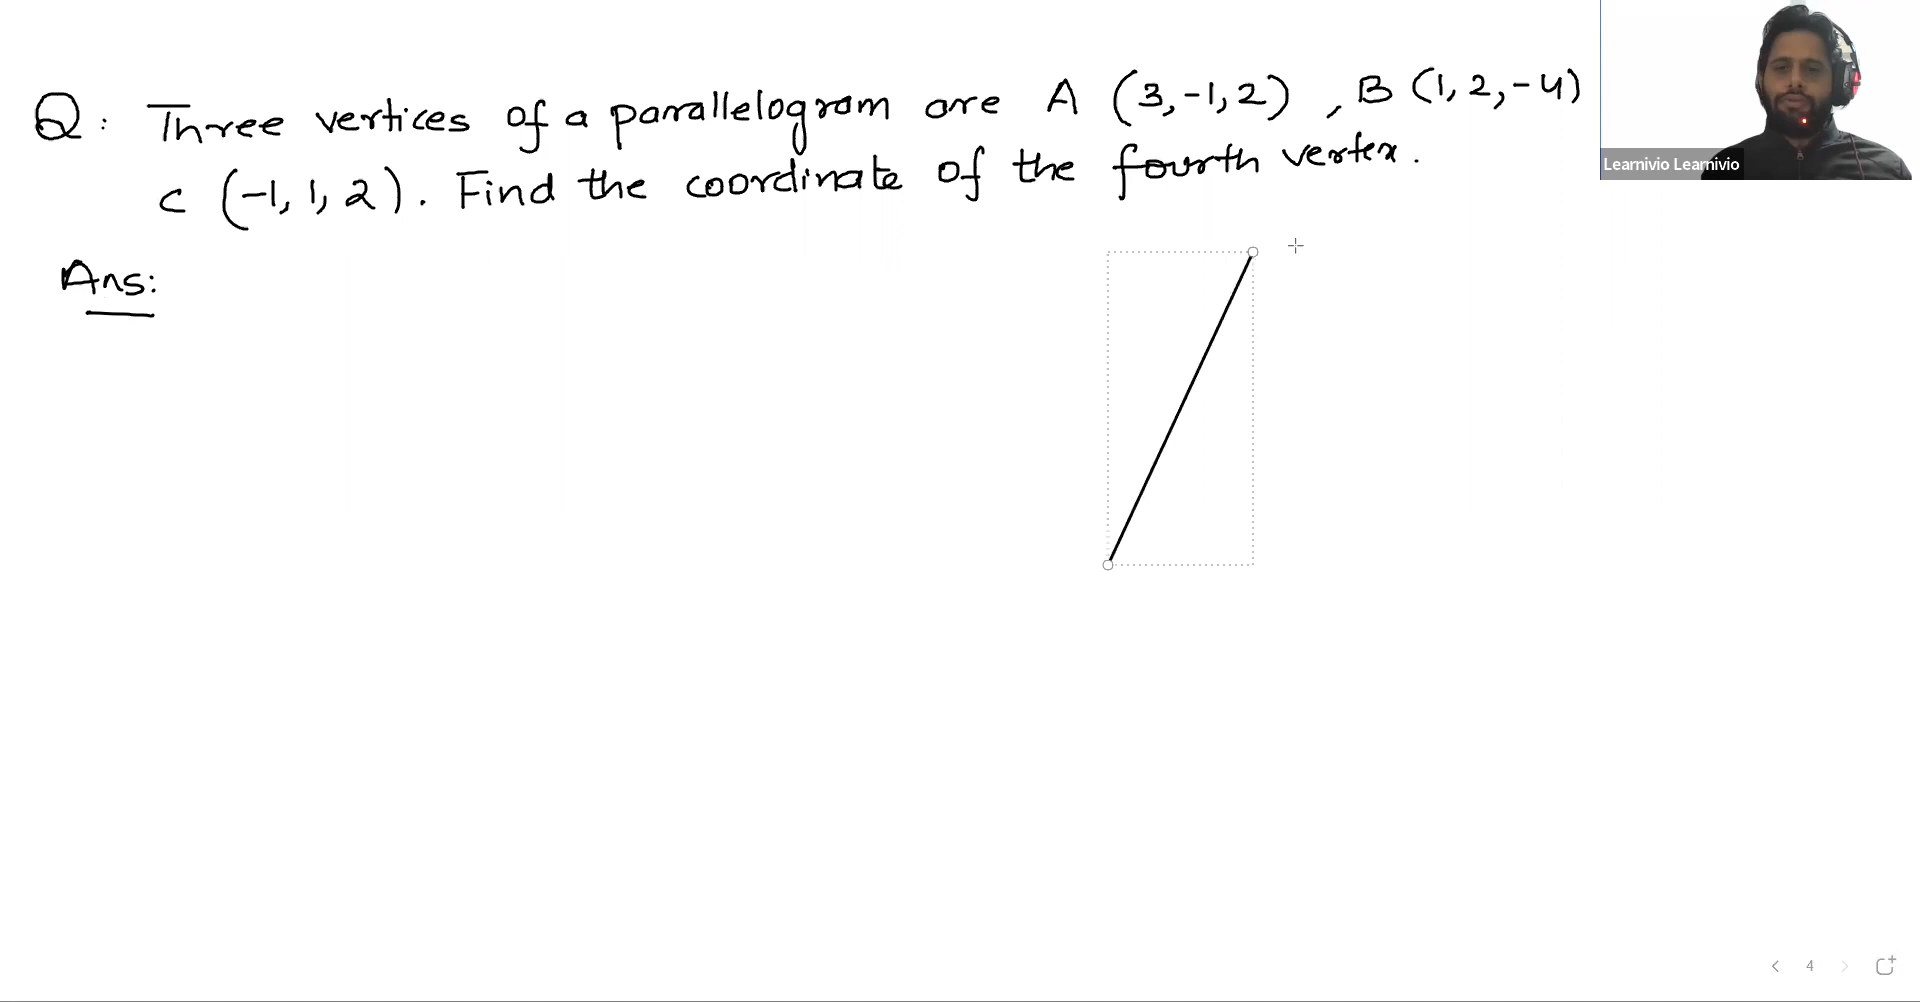 Q: Three vertices of a parallelogram are A (3,-1,2) , B (1, 2,-4)
C (-1, 1, 2). Find the coordinate of the fourth vertex.
Ans:
Learnivio Learnivio
4